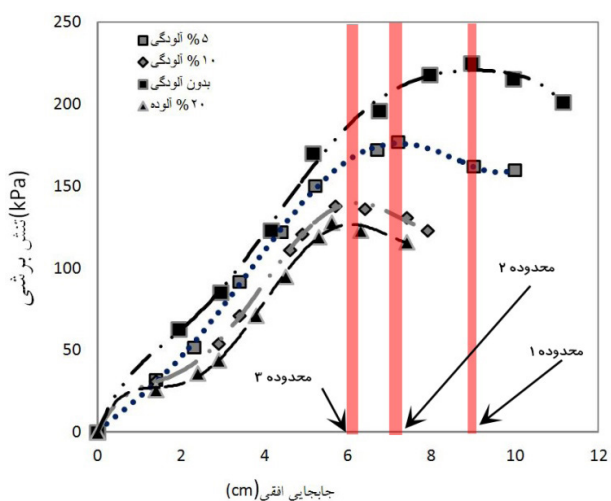 250
200
150
100
50
0
تنش برشی(kPa)
%۵ آلودگی
%۱۰ آلودگی
بدون آلودگی
%۲۰ آلوده
محدوده ۲
محدوده ۱
محدوده ۳
0 2 4 6 8 10 12
جابجایی افقی(cm)